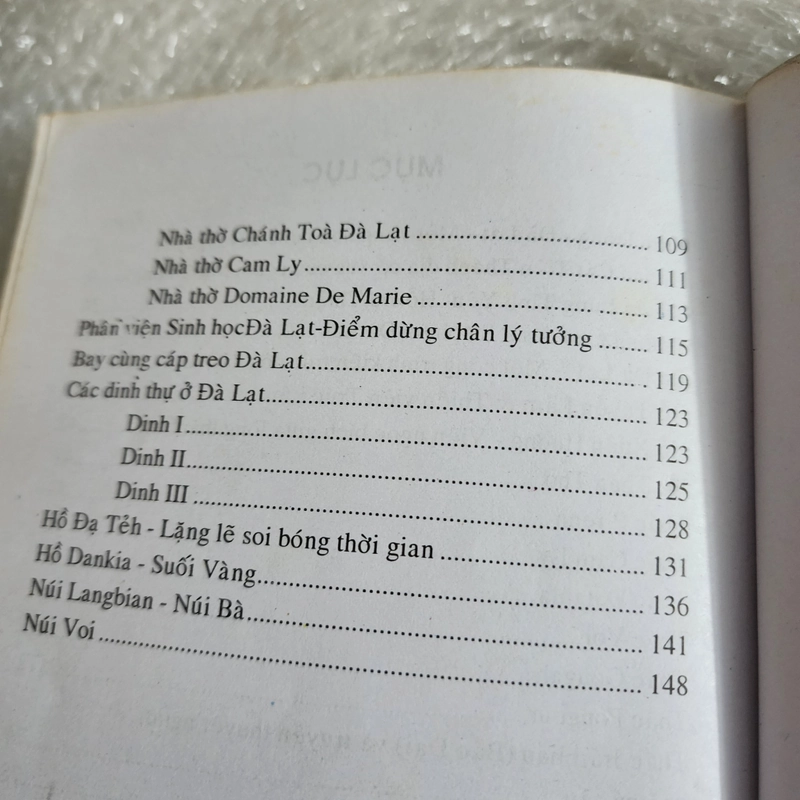 Nhà thờ Chánh Toà Đà Lạt ........................................ 109
Nhà thờ Cam Ly ........................................ 111
Nhà thờ Domaine De Marie ........................................ 113
Phân viện Sinh họcĐà Lạt-Điểm dừng chân lý tưởng ........ 115
Bay cùng cáp treo Đà Lạt ........................................ 119
Các dinh thự ở Đà Lạt ........................................ 123
Dinh I ........................................ 123
Dinh II ........................................ 125
Dinh III ........................................ 128
Hồ Đạ Tẻh - Lặng lẽ soi bóng thời gian ........................................ 131
Hồ Dankia - Suối Vàng ........................................ 136
Núi Langbian - Núi Bà ........................................ 141
Núi Voi ........................................ 148